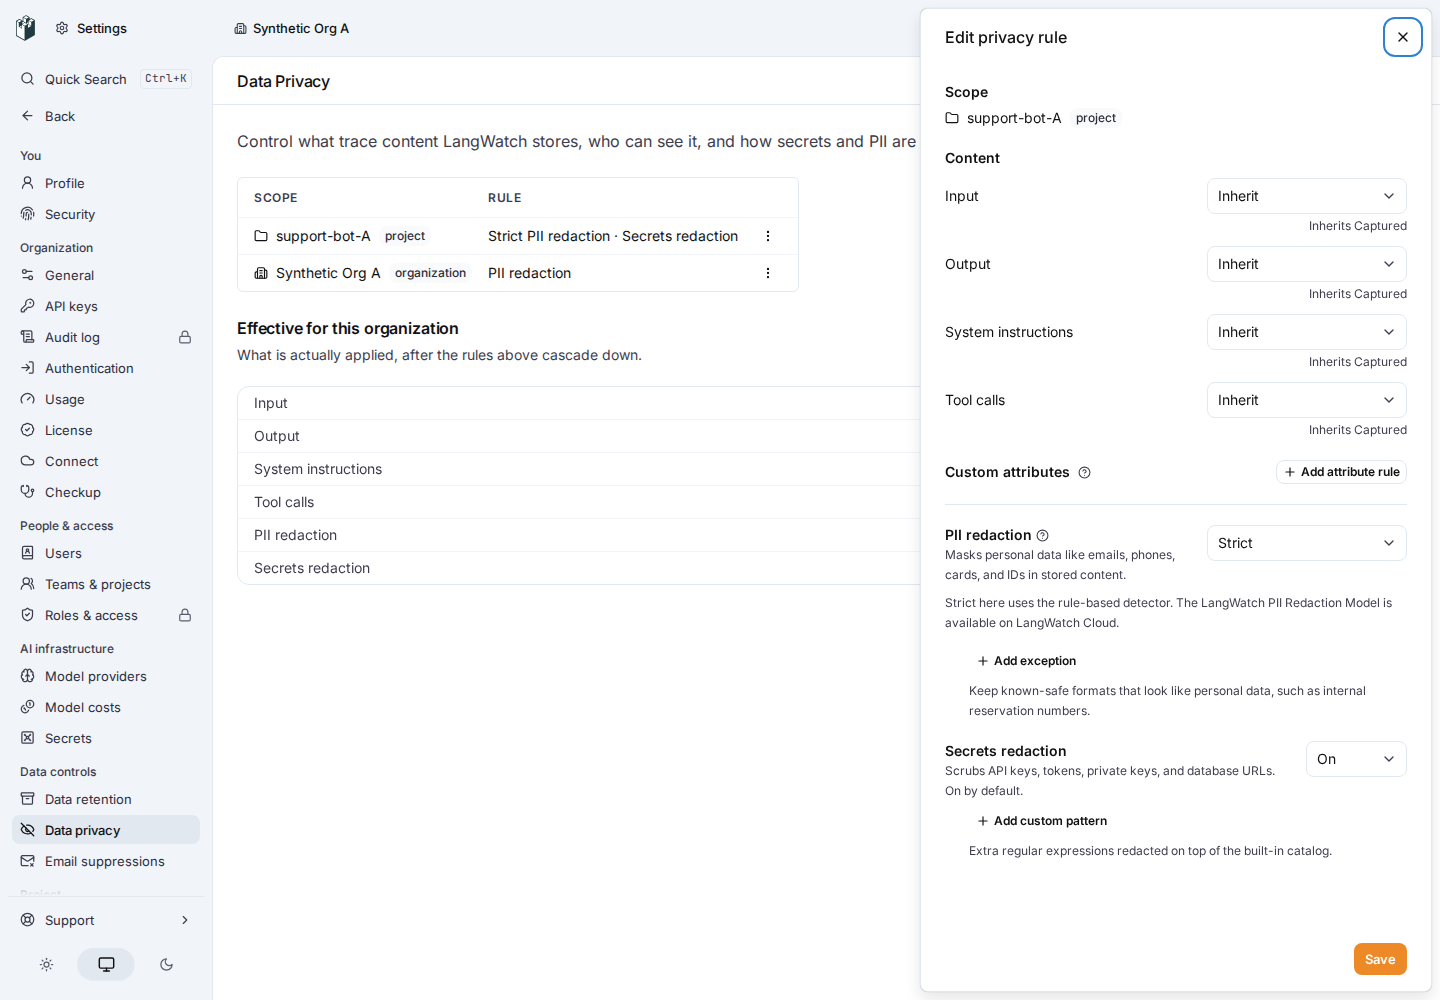 Settings
Synthetic Org A
Quick Search Ctrl+K
Back
You
Profile
Security
Organization
General
API keys
Audit log
Authentication
Usage
License
Connect
Checkup
People & access
Users
Teams & projects
Roles & access
AI infrastructure
Model providers
Model costs
Secrets
Data controls
Data retention
Data privacy
Email suppressions
Project
Support
Data Privacy
Control what trace content LangWatch stores, who can see it, and how secrets and PII are
SCOPE RULE
support-bot-A project Strict PII redaction · Secrets redaction
Synthetic Org A organization PII redaction
Effective for this organization
What is actually applied, after the rules above cascade down.
Input
Output
System instructions
Tool calls
PII redaction
Secrets redaction
Edit privacy rule
Scope
support-bot-A project
Content
Input Inherit
Inherits Captured
Output Inherit
Inherits Captured
System instructions Inherit
Inherits Captured
Tool calls Inherit
Inherits Captured
Custom attributes Add attribute rule
PII redaction Strict
Masks personal data like emails, phones,
cards, and IDs in stored content.
Strict here uses the rule-based detector. The LangWatch PII Redaction Model is
available on LangWatch Cloud.
Add exception
Keep known-safe formats that look like personal data, such as internal
reservation numbers.
Secrets redaction On
Scrubs API keys, tokens, private keys, and database URLs.
On by default.
Add custom pattern
Extra regular expressions redacted on top of the built-in catalog.
Save